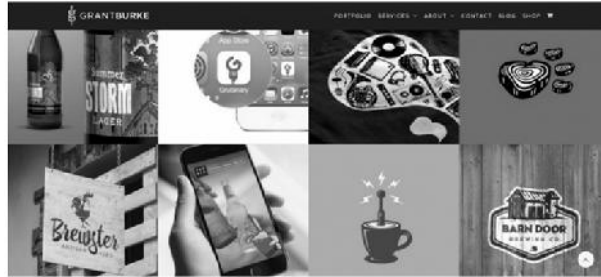 GRANTBURKE
PORTFOLIO SERVICES ABOUT CONTACT BLOG SHOP
STORM
LAGER
App Store
Brewster
BARN DOOR
BREWING CO.